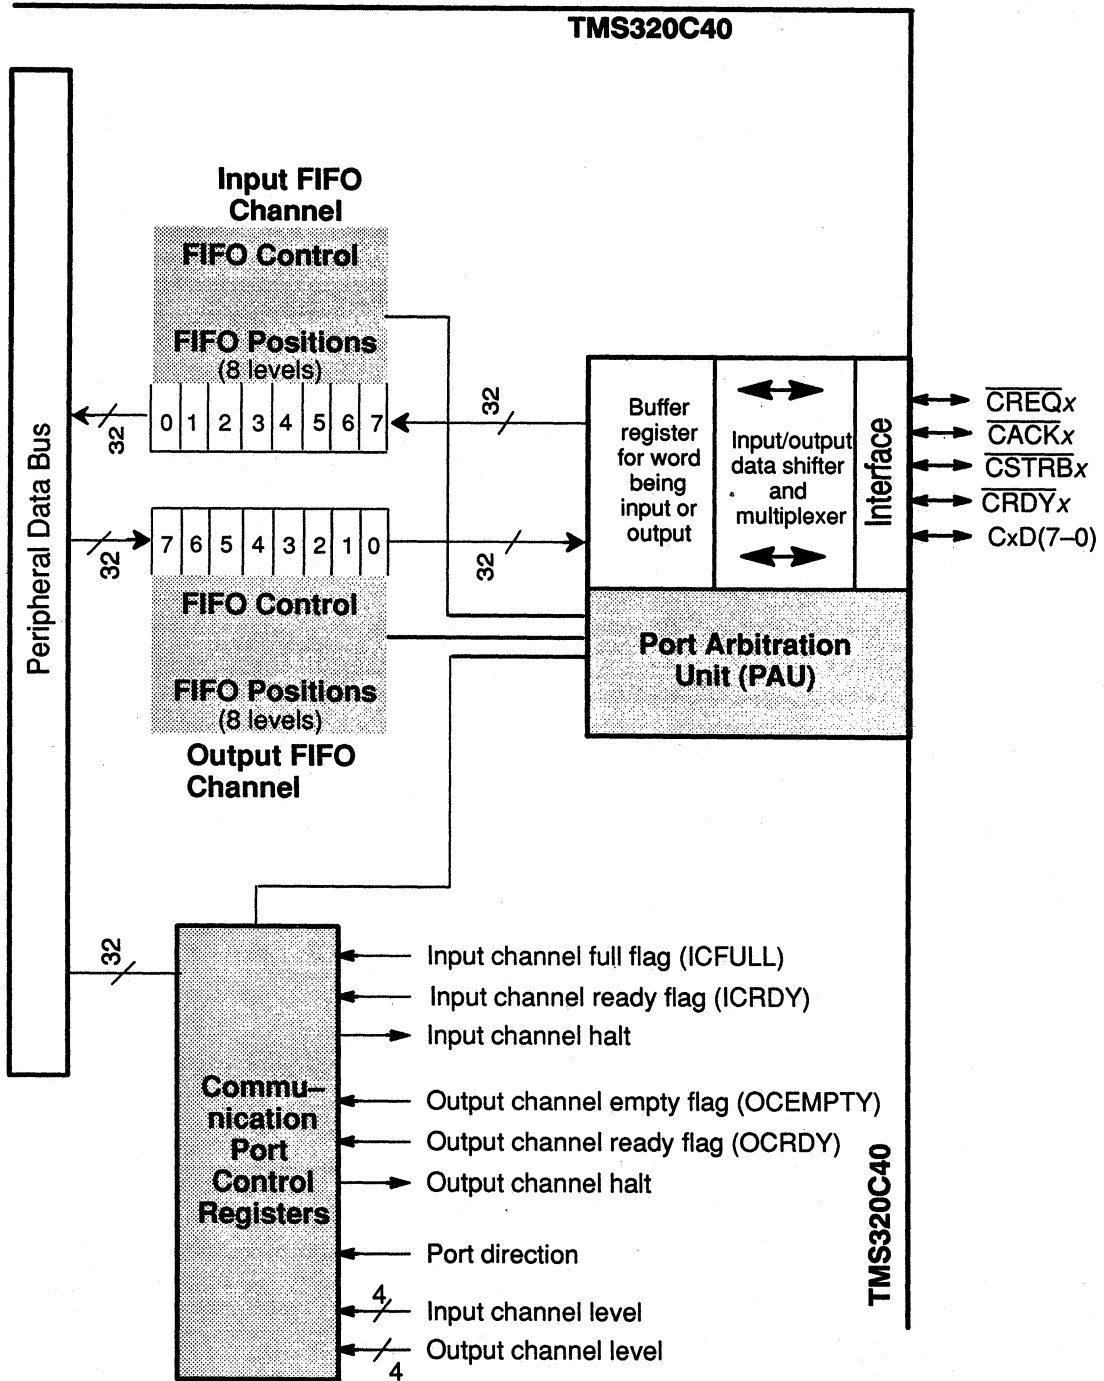 TMS320C40
Input FIFO
Channel
FIFO Control
FIFO Positions
(8 levels)
32
0 1 2 3 4 5 6 7
32
Peripheral Data Bus
32
7 6 5 4 3 2 1 0
32
FIFO Control
FIFO Positions
(8 levels)
Output FIFO
Channel
Buffer
register
for word
being
input or
output
Input/output
data shifter
and
multiplexer
Interface
CREQx
CACKx
CSTRBx
CRDYx
CxD(7–0)
Port Arbitration
Unit (PAU)
32
Commu–
nication
Port
Control
Registers
Input channel full flag (ICFULL)
Input channel ready flag (ICRDY)
Input channel halt
Output channel empty flag (OCEMPTY)
Output channel ready flag (OCRDY)
Output channel halt
Port direction
4
Input channel level
4
Output channel level
TMS320C40